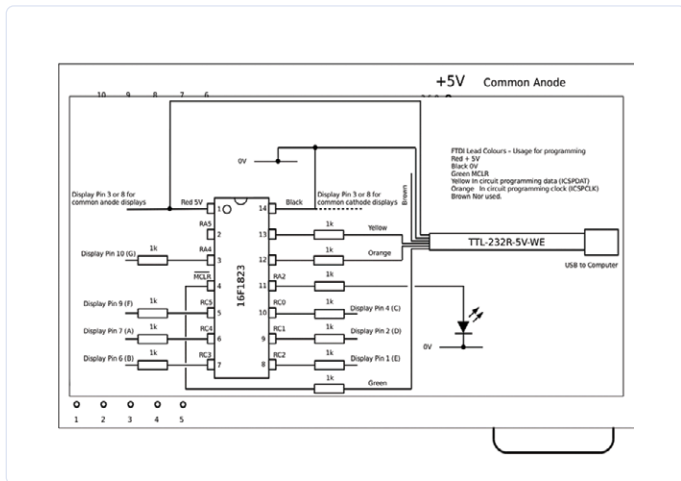 +5V Common Anode
10 9 8 7 6
FTDI Lead Colours - Usage for programming
Red + 5V
Black 0V
Green MCLR
Yellow In circuit programming data (ICSPDAT)
Orange In circuit programming clock (ICSPCLK)
Brown Nor used.
0V
Brown
Display Pin 3 or 8 for
common anode displays
Red 5V
Black
Display Pin 3 or 8 for
common cathode displays
1 14
RA5
2 13
1k
Yellow
TTL-232R-5V-WE
USB to Computer
Display Pin 10 (G)
1k
RA4
3 12
1k
Orange
16F1823
MCLR
4 11
RA2
1k
Display Pin 9 (F)
1k
RC5
5 10
RC0
1k
Display Pin 4 (C)
Display Pin 7 (A)
1k
RC4
6 9
RC1
1k
Display Pin 2 (D)
0V
Display Pin 6 (B)
1k
RC3
7 8
RC2
1k
Display Pin 1 (E)
1k
Green
1 2 3 4 5